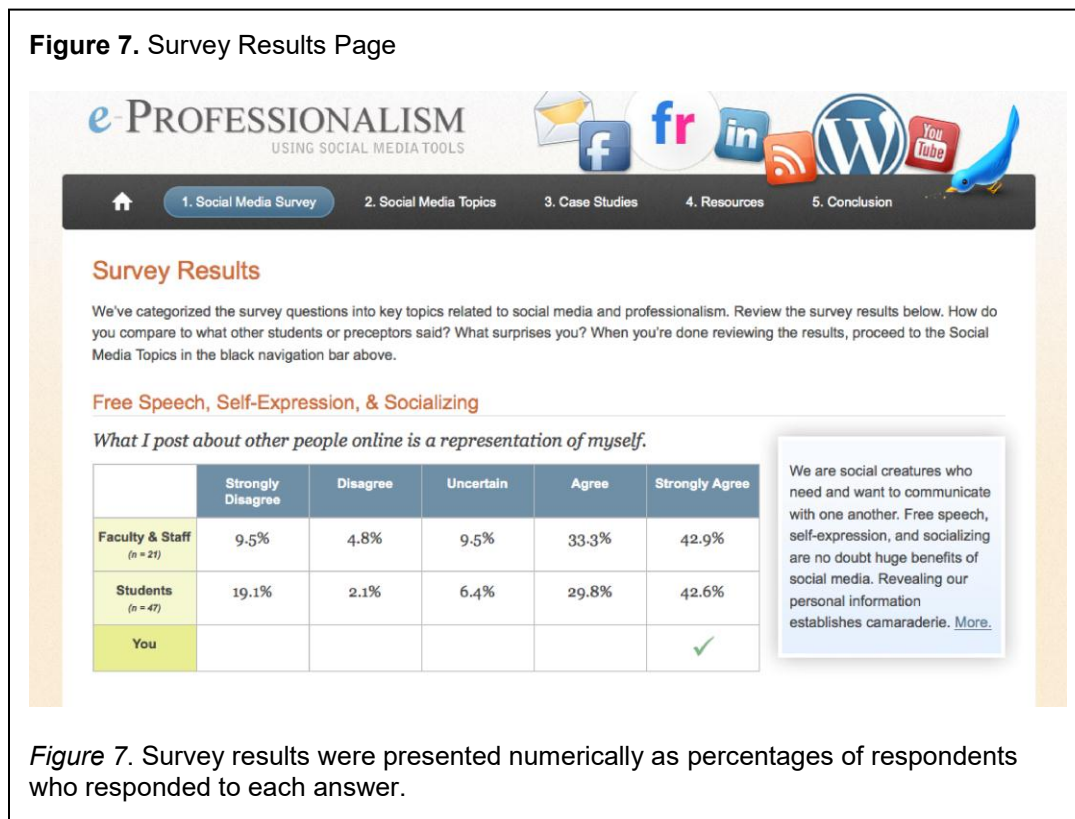 Figure 7. Survey Results Page
e-PROFESSIONALISM
USING SOCIAL MEDIA TOOLS
f
fr
in
W
You
Tube
1. Social Media Survey
2. Social Media Topics
3. Case Studies
4. Resources
5. Conclusion
Survey Results
We've categorized the survey questions into key topics related to social media and professionalism. Review the survey results below. How do
you compare to what other students or preceptors said? What surprises you? When you're done reviewing the results, proceed to the Social
Media Topics in the black navigation bar above.
Free Speech, Self-Expression, & Socializing
What I post about other people online is a representation of myself.
Strongly Disagree Disagree Uncertain Agree Strongly Agree
Faculty & Staff (n = 21) 9.5% 4.8% 9.5% 33.3% 42.9%
Students (n = 47) 19.1% 2.1% 6.4% 29.8% 42.6%
You ✓
We are social creatures who
need and want to communicate
with one another. Free speech,
self-expression, and socializing
are no doubt huge benefits of
social media. Revealing our
personal information
establishes camaraderie. More.
Figure 7. Survey results were presented numerically as percentages of respondents
who responded to each answer.